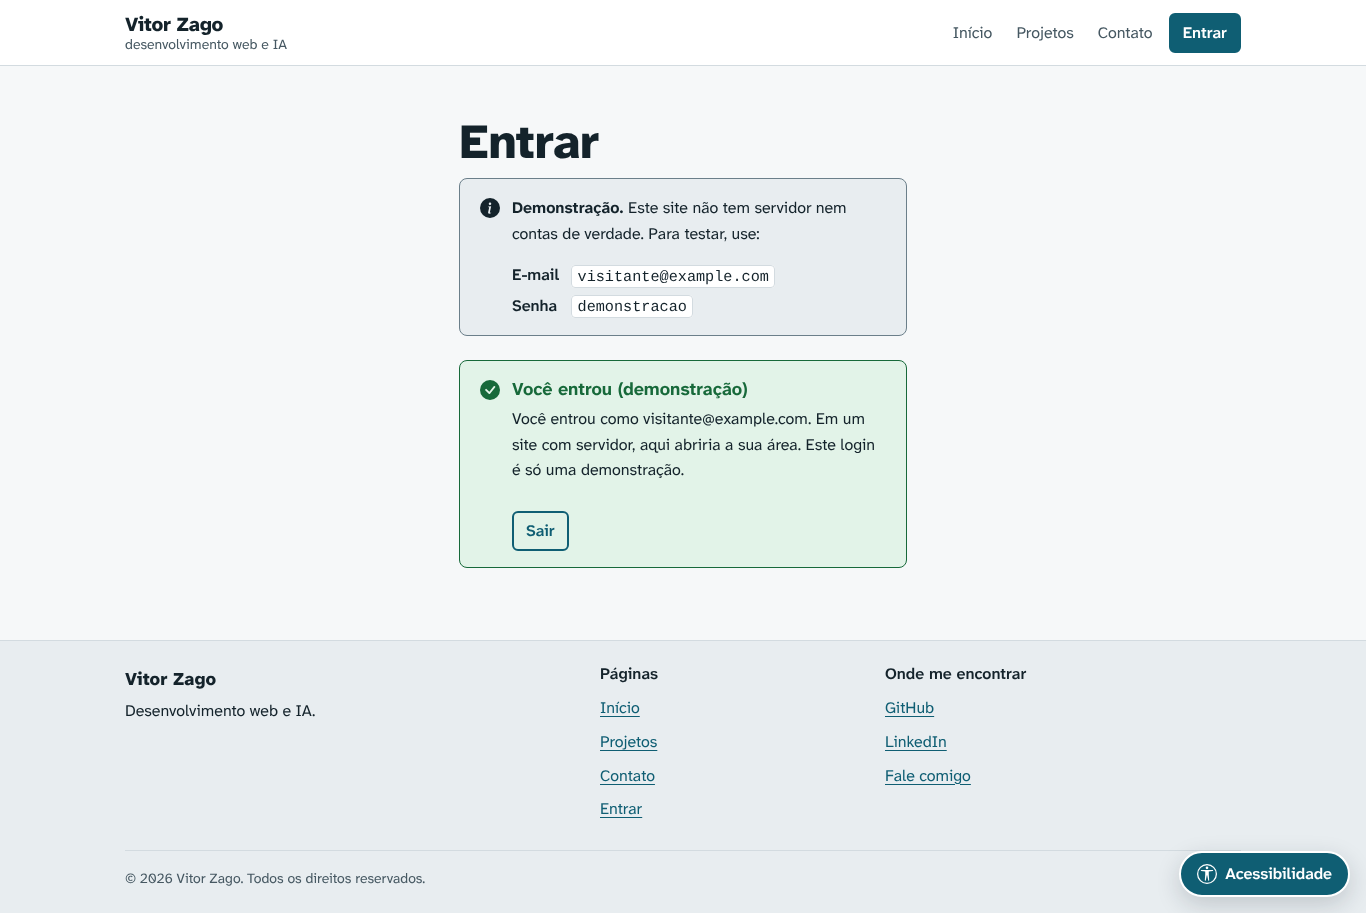 Vitor Zago
desenvolvimento web e IA
Início
Projetos
Contato
Entrar
Entrar
Demonstração. Este site não tem servidor nem
contas de verdade. Para testar, use:
E-mail visitante@example.com
Senha demonstracao
Você entrou (demonstração)
Você entrou como visitante@example.com. Em um
site com servidor, aqui abriria a sua área. Este login
é só uma demonstração.
Sair
Vitor Zago
Desenvolvimento web e IA.
Páginas
Início
Projetos
Contato
Entrar
Onde me encontrar
GitHub
LinkedIn
Fale comigo
© 2026 Vitor Zago. Todos os direitos reservados.
Acessibilidade